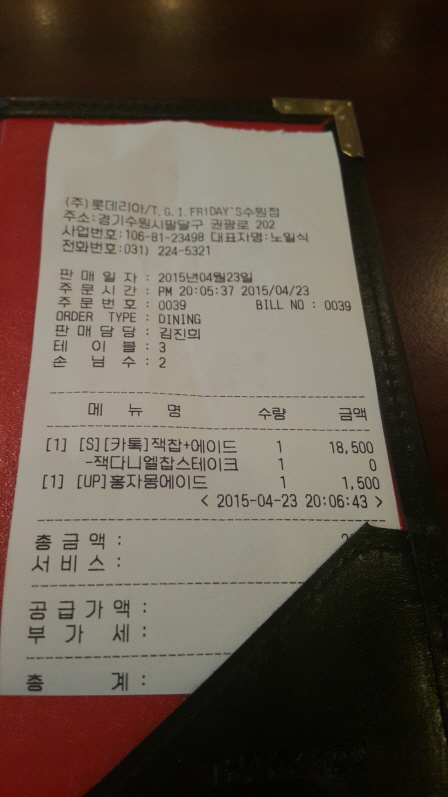 (주)롯데리아/T.G.I.FRIDAY'S수원점
주소:경기수원시팔달구 권광로 202
사업번호:106-81-23498 대표자명:노일식
전화번호:031) 224-5321
판 매 일 자 : 2015년04월23일
주 문 시 간 : PM 20:05:37 2015/04/23
주 문 번 호 : 0039 BILL NO : 0039
ORDER TYPE : DINING
판 매 담 당 : 김진희
테 이 블 : 3
손 님 수 : 2
메 뉴 명 수량 금액
[1] [S][카톡]잭찹+에이드 1 18,500
-잭다니엘찹스테이크 1 0
[1] [UP]홍자몽에이드 1 1,500
< 2015-04-23 20:06:43 >
총 금 액 :
서 비 스 :
공 급 가 액 :
부 가 세 :
총 계 :